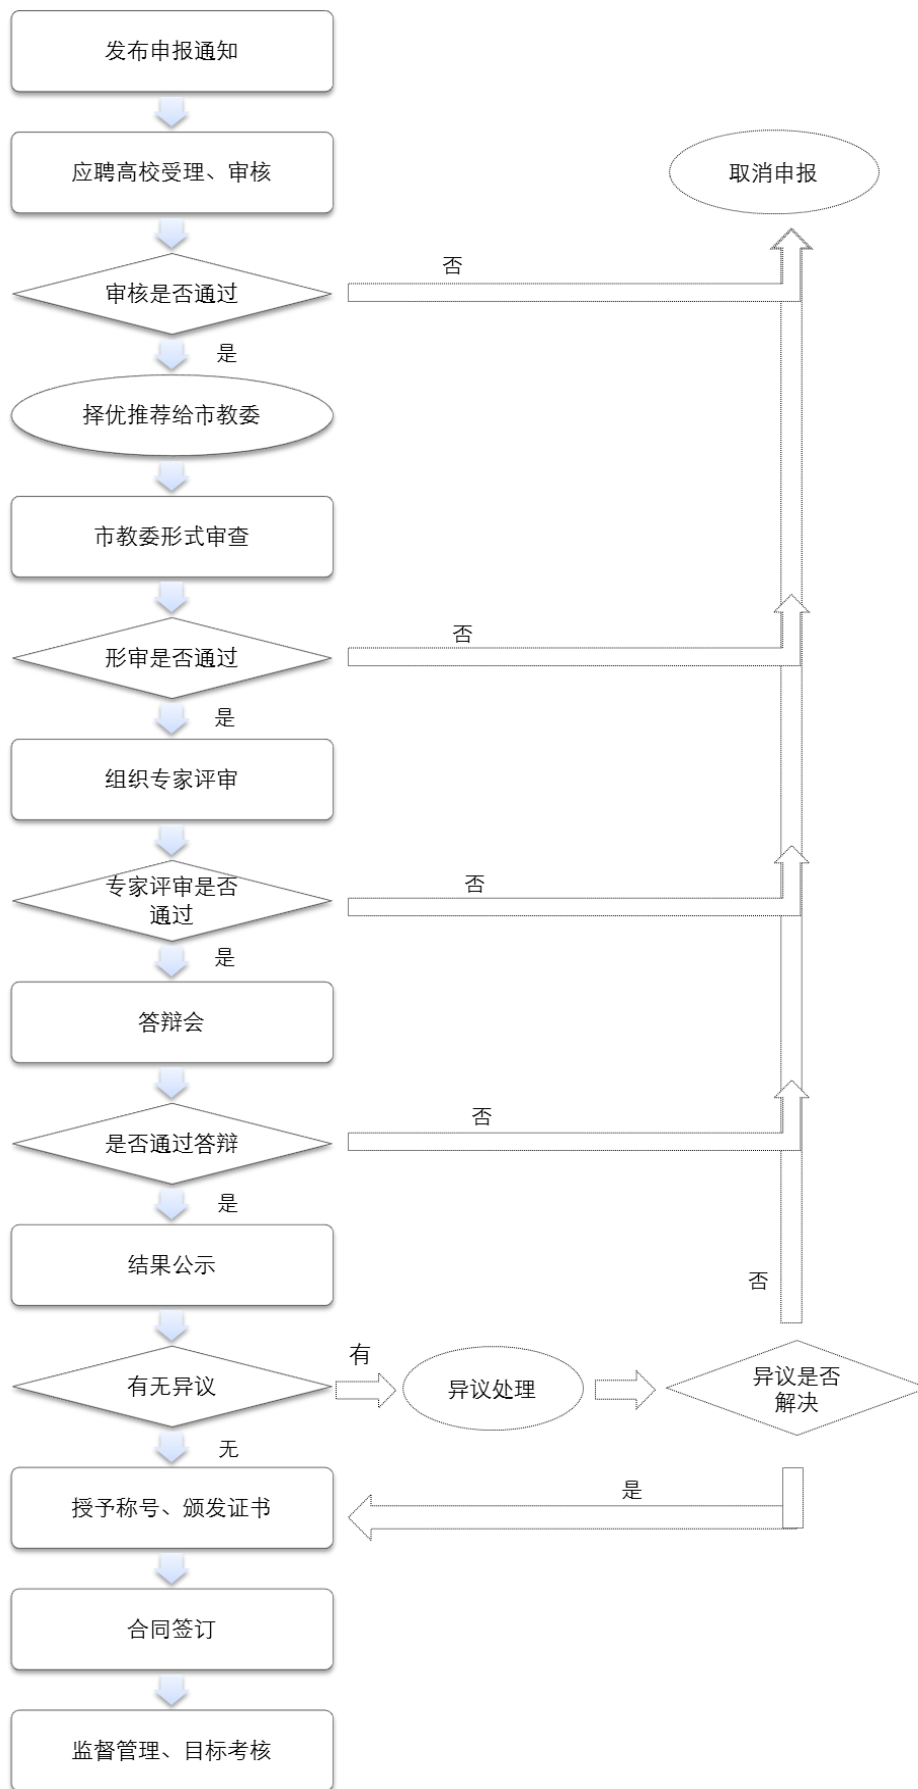 发布申报通知
应聘高校受理、审核
取消申报
审核是否通过
否
是
择优推荐给市教委
市教委形式审查
形审是否通过
否
是
组织专家评审
专家评审是否
通过
否
是
答辩会
是否通过答辩
否
是
结果公示
否
有无异议
有
异议处理
异议是否
解决
无
是
授予称号、颁发证书
合同签订
监督管理、目标考核